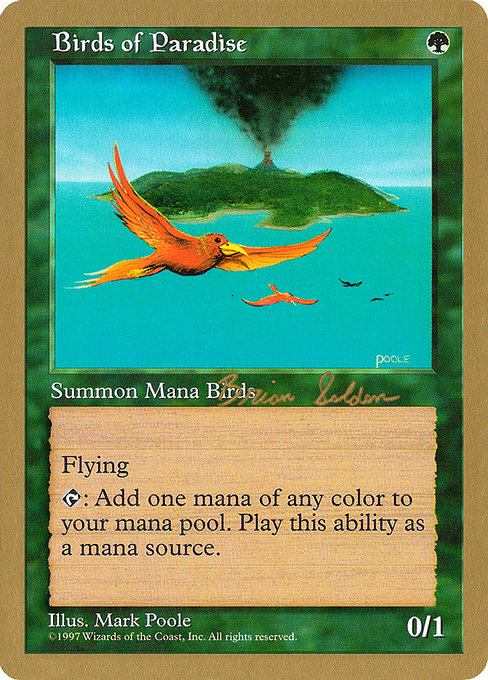 Birds of Paradise
POOLE
Summon Mana Birds
Brian Selden
Flying
: Add one mana of any color to
your mana pool. Play this ability as
a mana source.
Illus. Mark Poole
0/1
©1997 Wizards of the Coast, Inc. All rights reserved.